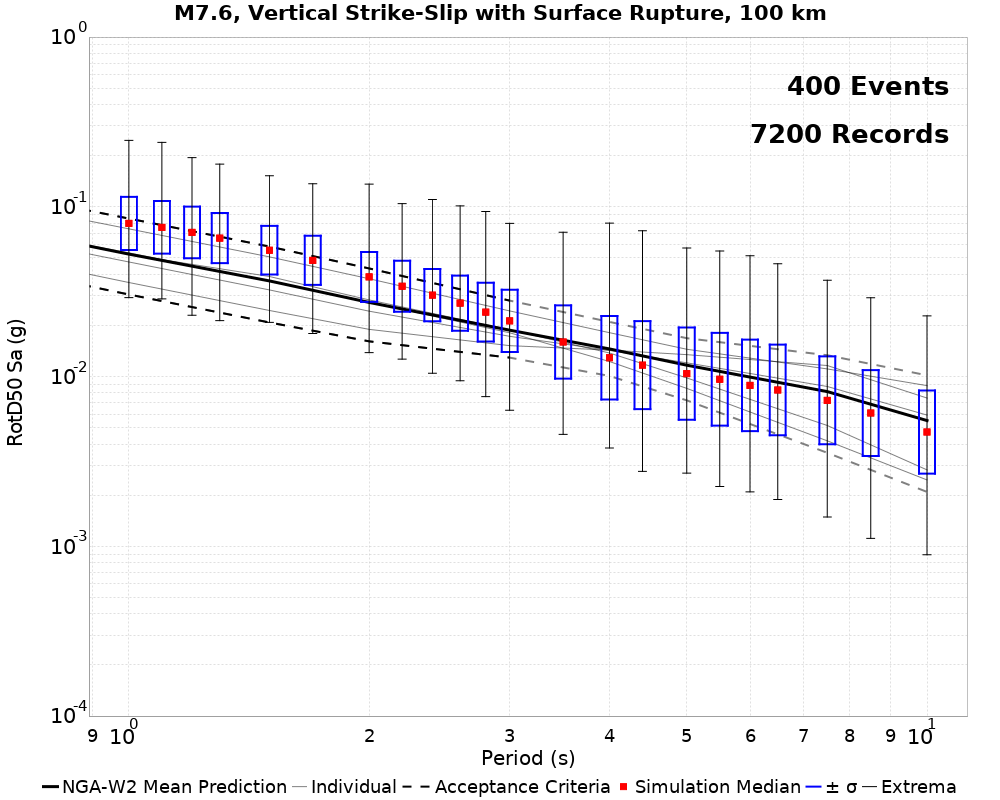 M7.6, Vertical Strike-Slip with Surface Rupture, 100 km
400 Events
7200 Records
RotD50 Sa (g)
10^0
10^-1
10^-2
10^-3
10^-4
9 10^0 2 3 4 5 6 7 8 9 10^1
Period (s)
NGA-W2 Mean Prediction Individual Acceptance Criteria Simulation Median ± σ Extrema